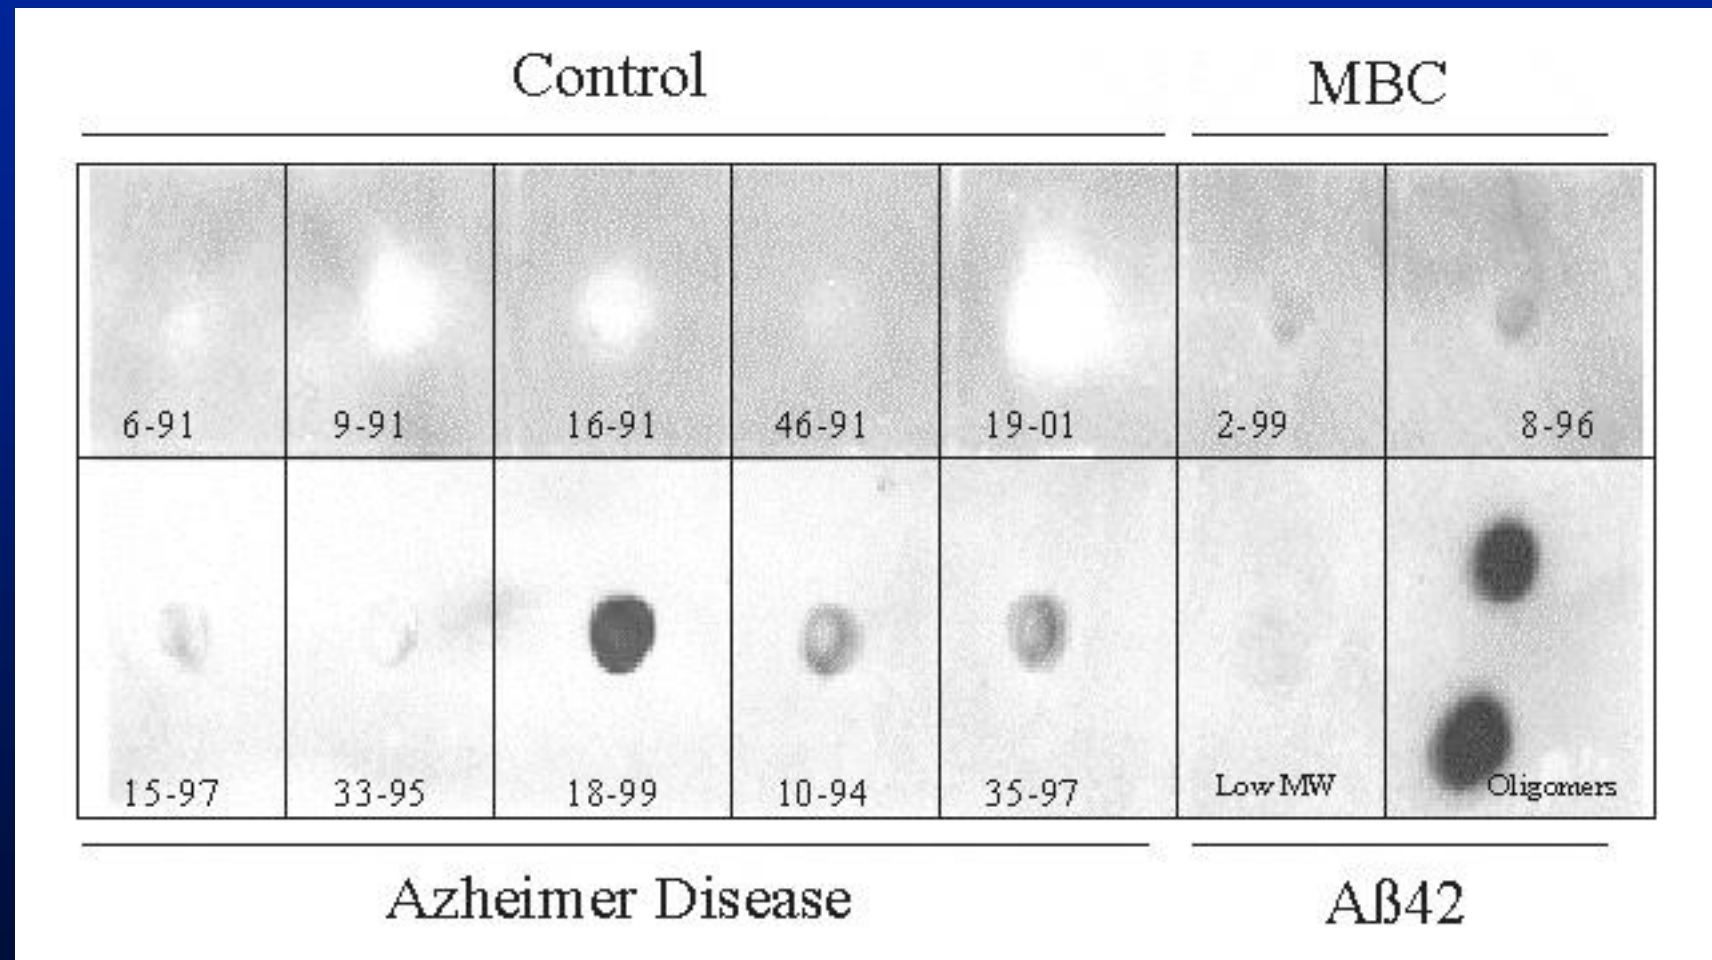 Control MBC
6-91 9-91 16-91 46-91 19-01 2-99 8-96
15-97 33-95 18-99 10-94 35-97 Low MW Oligomers
Azheimer Disease Aß42